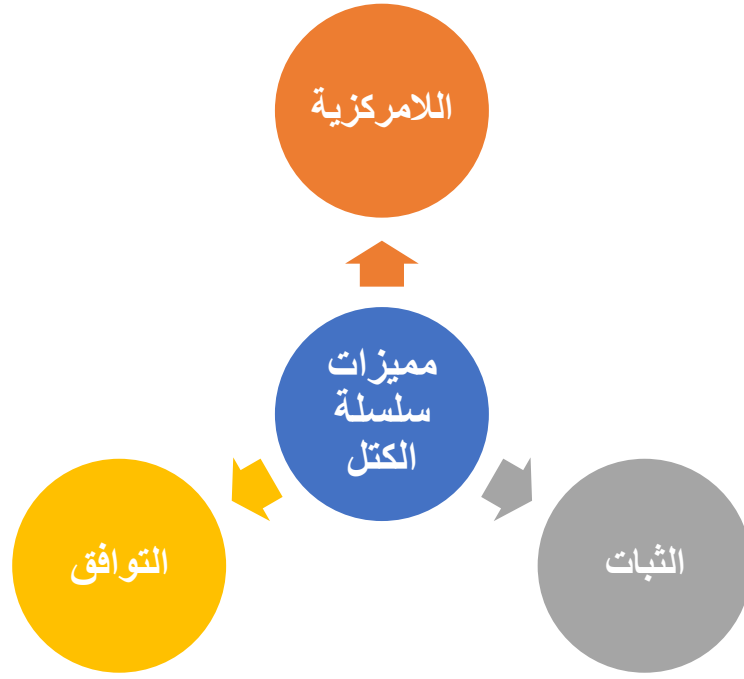 اللامركزية
مميزات
سلسلة
الكتل
الثبات
التوافق